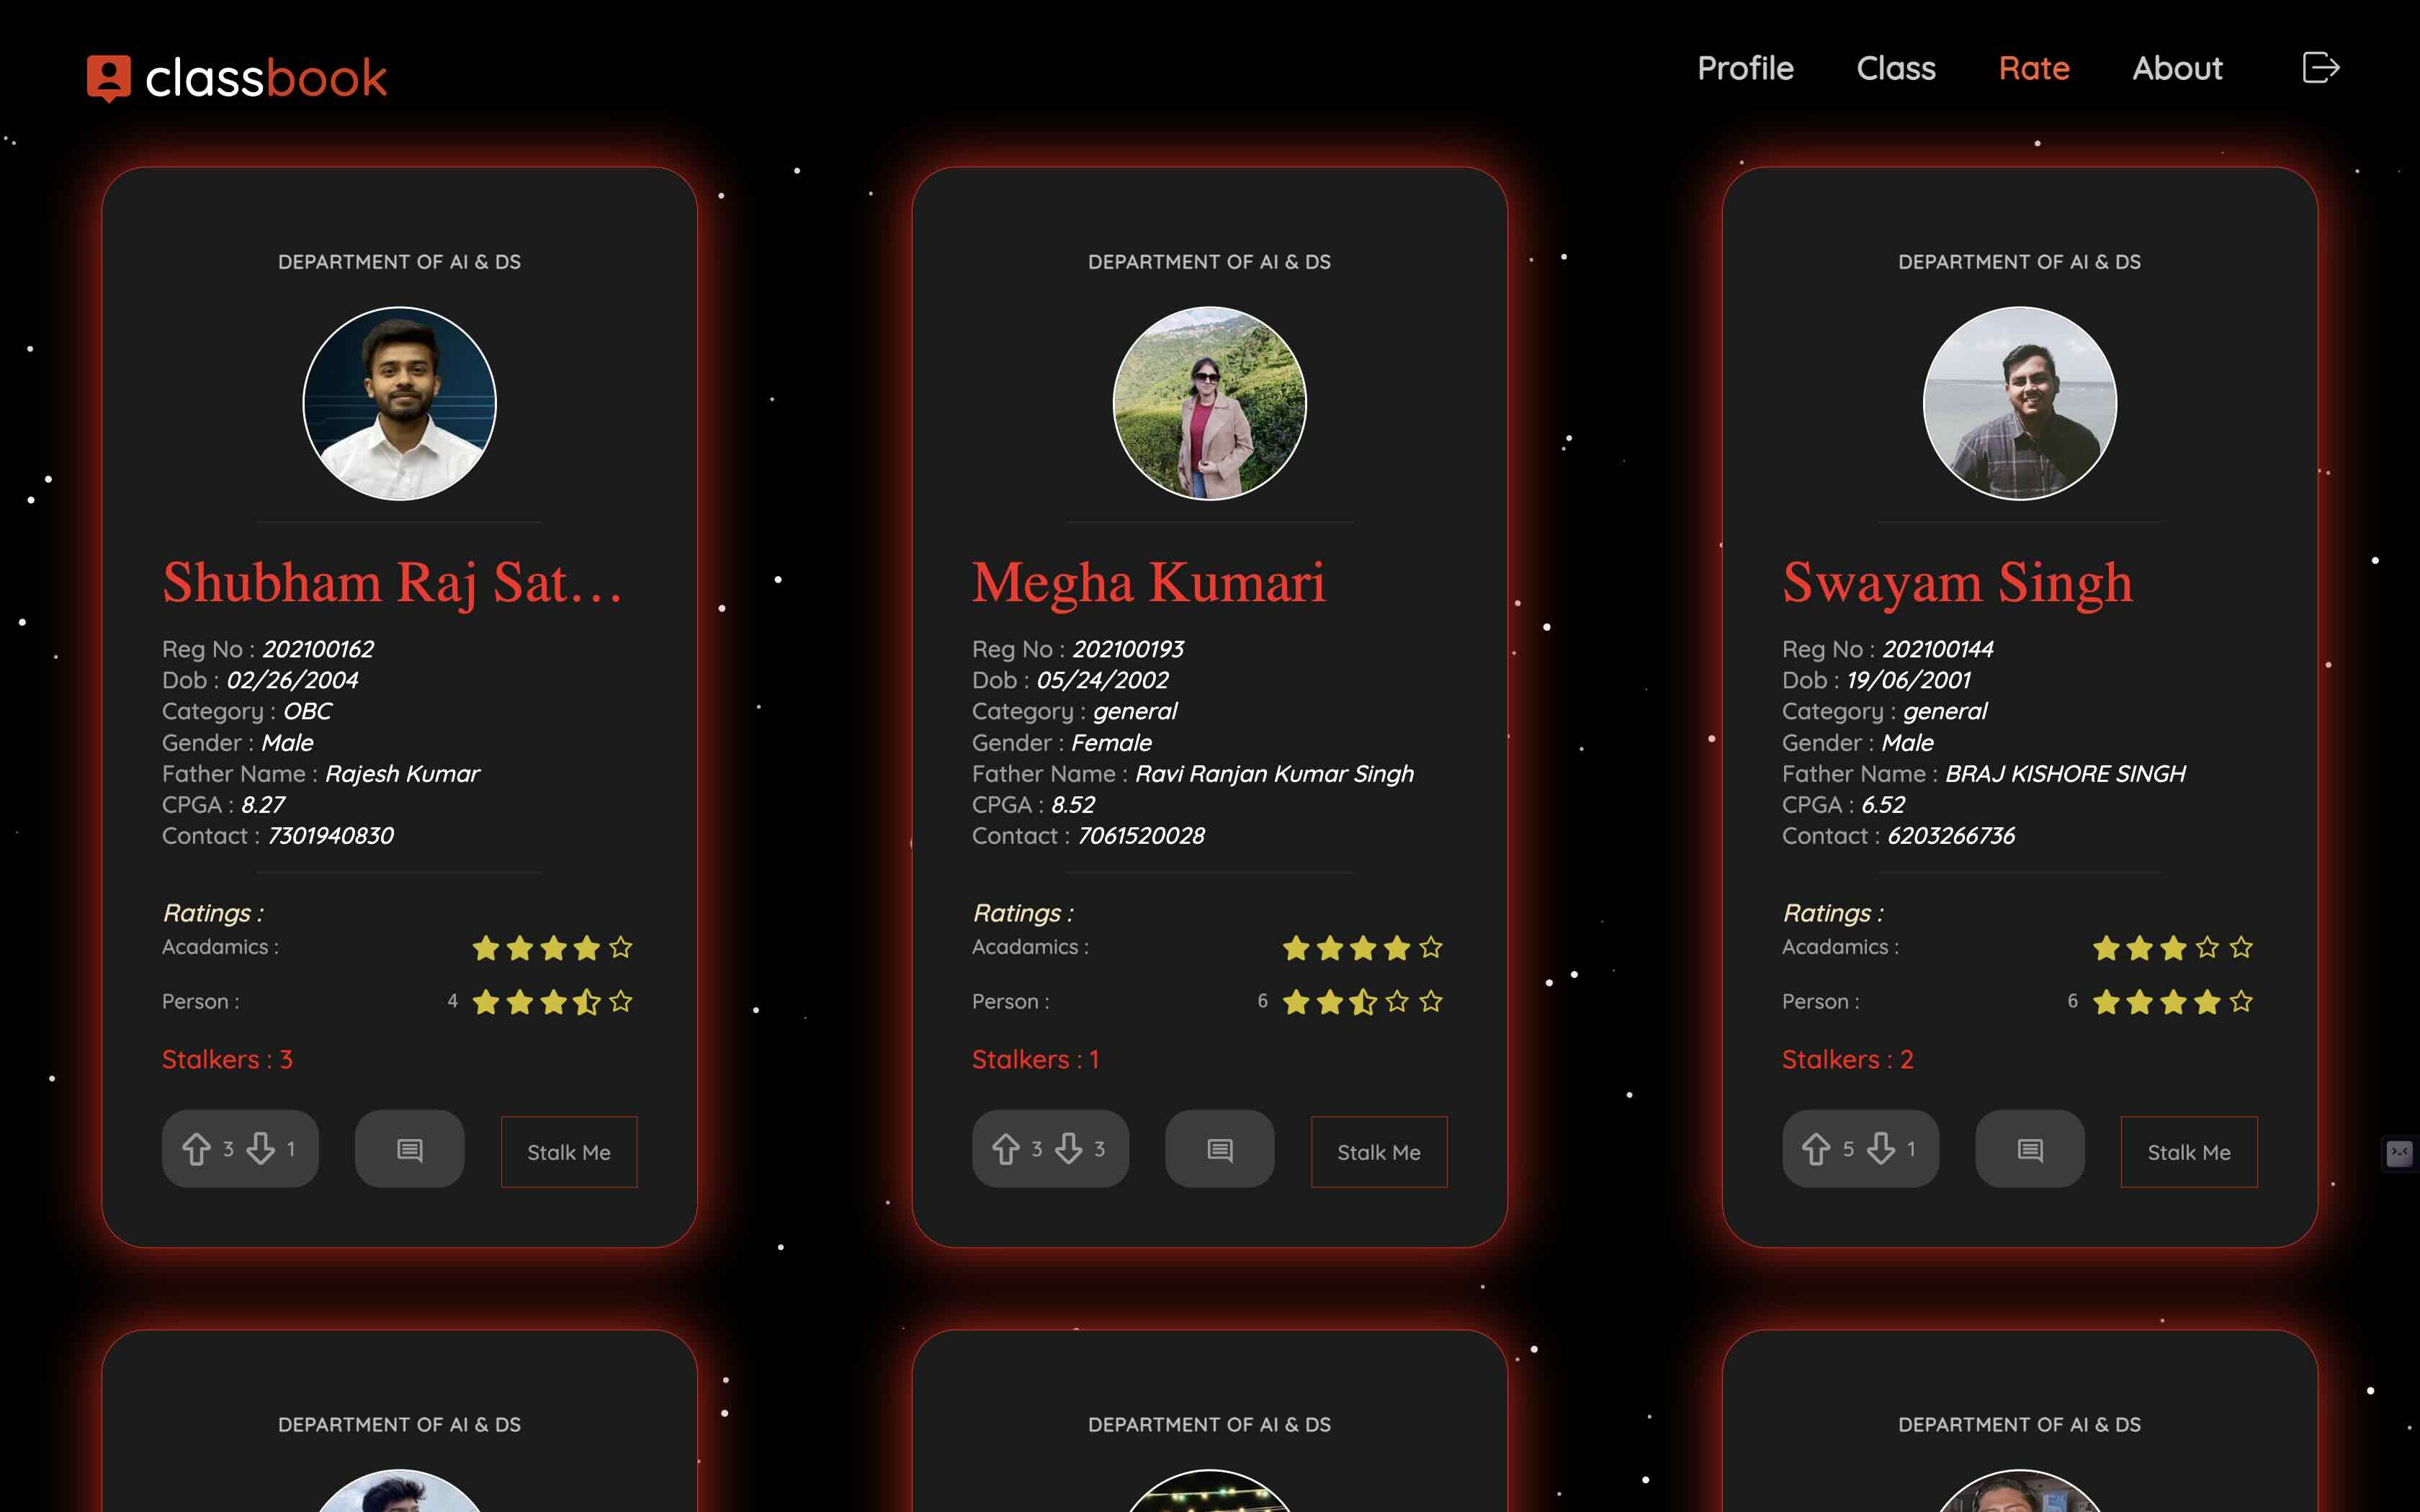 classbook
Profile Class Rate About
DEPARTMENT OF AI & DS
Shubham Raj Sat...
Reg No : 202100162
Dob : 02/26/2004
Category : OBC
Gender : Male
Father Name : Rajesh Kumar
CPGA : 8.27
Contact : 7301940830
Ratings :
Acadamics :
Person : 4
Stalkers : 3
3 1 Stalk Me
DEPARTMENT OF AI & DS
Megha Kumari
Reg No : 202100193
Dob : 05/24/2002
Category : general
Gender : Female
Father Name : Ravi Ranjan Kumar Singh
CPGA : 8.52
Contact : 7061520028
Ratings :
Acadamics :
Person : 6
Stalkers : 1
3 3 Stalk Me
DEPARTMENT OF AI & DS
Swayam Singh
Reg No : 202100144
Dob : 19/06/2001
Category : general
Gender : Male
Father Name : BRAJ KISHORE SINGH
CPGA : 6.52
Contact : 6203266736
Ratings :
Acadamics :
Person : 6
Stalkers : 2
5 1 Stalk Me
DEPARTMENT OF AI & DS
DEPARTMENT OF AI & DS
DEPARTMENT OF AI & DS